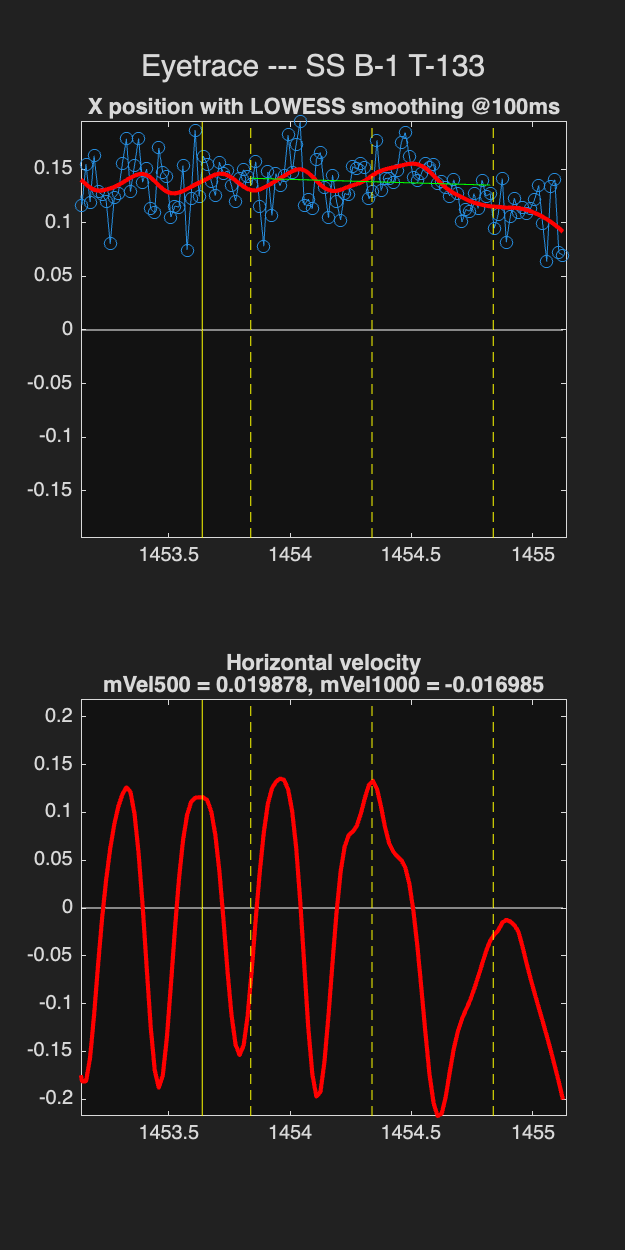 Eyetrace --- SS B-1 T-133
X position with LOWESS smoothing @100ms
0.15
0.1
0.05
0
-0.05
-0.1
-0.15
1453.5 1454 1454.5 1455
Horizontal velocity
mVel500 = 0.019878, mVel1000 = -0.016985
0.2
0.15
0.1
0.05
0
-0.05
-0.1
-0.15
-0.2
1453.5 1454 1454.5 1455